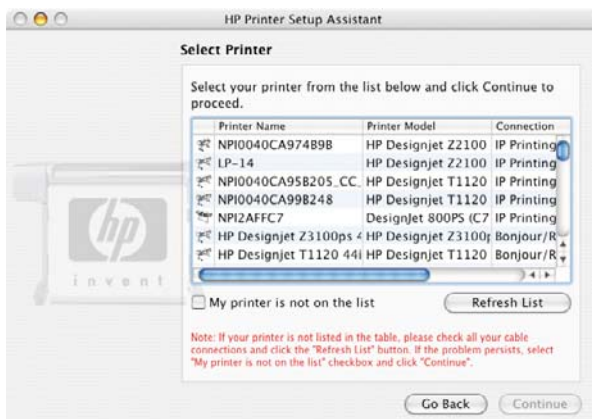 HP Printer Setup Assistant
Select Printer
Select your printer from the list below and click Continue to
proceed.
Printer Name Printer Model Connection
NPI0040CA974B9B HP Designjet Z2100 IP Printing
LP-14 HP Designjet Z2100 IP Printing
NPI0040CA95B205_CC_ HP Designjet T1120 IP Printing
NPI0040CA99B248 HP Designjet T1120 IP Printing
NPI2AFFC7 DesignJet 800PS (C7 IP Printing
HP Designjet Z3100ps 4 HP Designjet Z3100p Bonjour/R
HP Designjet T1120 44i HP Designjet T1120 Bonjour/R
hp
invent
My printer is not on the list Refresh List
Note: If your printer is not listed in the table, please check all your cable
connections and click the "Refresh List" button. If the problem persists, select
"My printer is not on the list" checkbox and click "Continue".
Go Back Continue